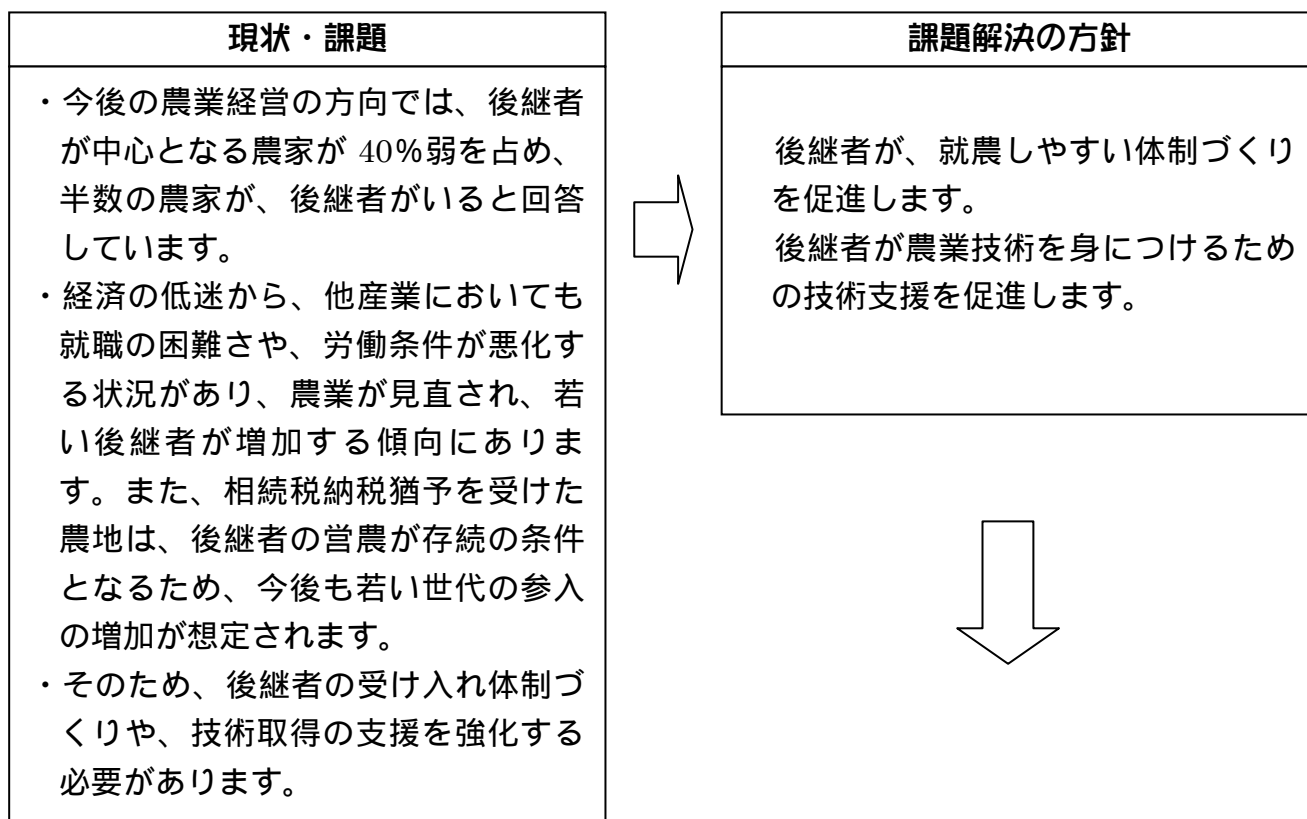 現状・課題
・今後の農業経営の方向では、後継者
が中心となる農家が 40%弱を占め、
半数の農家が、後継者がいると回答
しています。
・経済の低迷から、他産業においても
就職の困難さや、労働条件が悪化す
る状況があり、農業が見直され、若
い後継者が増加する傾向にありま
す。また、相続税納税猶予を受けた
農地は、後継者の営農が存続の条件
となるため、今後も若い世代の参入
の増加が想定されます。
・そのため、後継者の受け入れ体制づ
くりや、技術取得の支援を強化する
必要があります。
課題解決の方針
後継者が、就農しやすい体制づくり
を促進します。
後継者が農業技術を身につけるため
の技術支援を促進します。